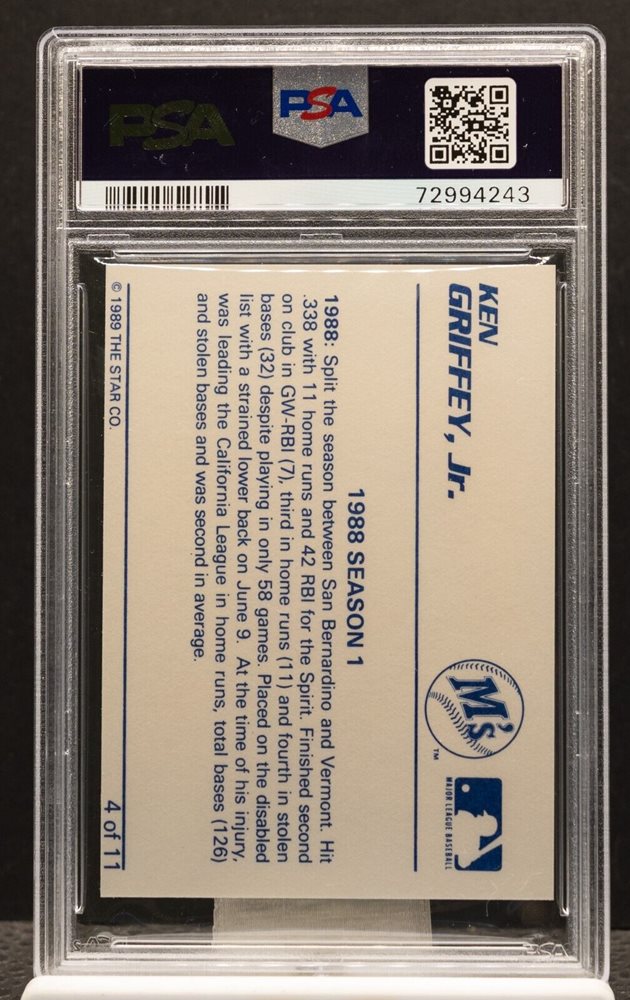 PSA
PSA
72994243
KEN
GRIFFEY, Jr.
M's
TM
MAJOR LEAGUE BASEBALL
1988 SEASON 1
1988: Split the season between San Bernardino and Vermont. Hit
.338 with 11 home runs and 42 RBI for the Spirit. Finished second
on club in GW-RBI (7), third in home runs (11) and fourth in stolen
bases (32) despite playing in only 58 games. Placed on the disabled
list with a strained lower back on June 9. At the time of his injury,
was leading the California League in home runs, total bases (126)
and stolen bases and was second in average.
© 1989 THE STAR CO.
4 of 11
PSA